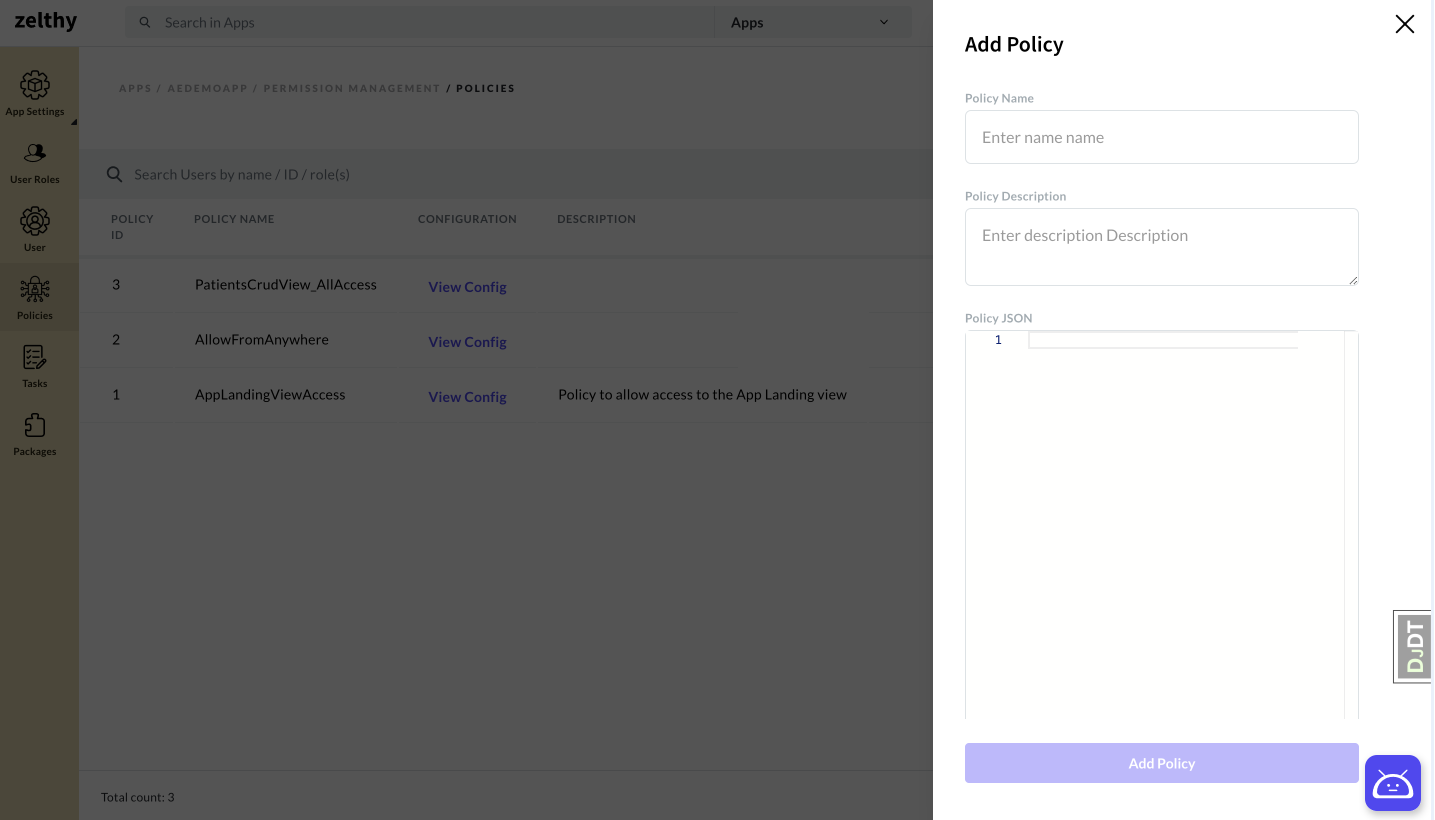 zelthy
Search in Apps
Apps
App Settings
User Roles
User
Policies
Tasks
Packages
APPS / AEDEMOAPP / PERMISSION MANAGEMENT / POLICIES
Search Users by name / ID / role(s)
POLICY ID POLICY NAME CONFIGURATION DESCRIPTION
3 PatientsCrudView_AllAccess View Config
2 AllowFromAnywhere View Config
1 AppLandingViewAccess View Config Policy to allow access to the App Landing view
Total count: 3
Add Policy
Policy Name
Enter name name
Policy Description
Enter description Description
Policy JSON
1
Add Policy
DJDT